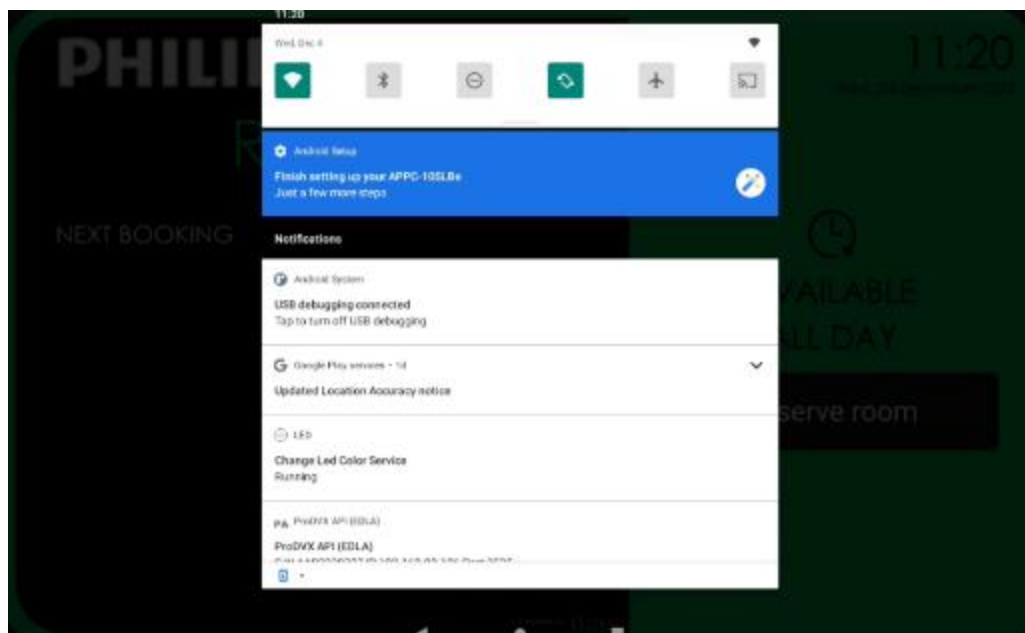 11:20
PHILI
11:20
Wed, Dec 4
R
Android Setup
Finish setting up your APPC-10SLBe
Just a few more steps
NEXT BOOKING
Notifications
Android System
USB debugging connected
Tap to turn off USB debugging
VAILABLE
LL DAY
Google Play services • 1d
Updated Location Accuracy notice
serve room
LED
Change Led Color Service
Running
PA ProDVX API (EDLA)
ProDVX API (EDLA)